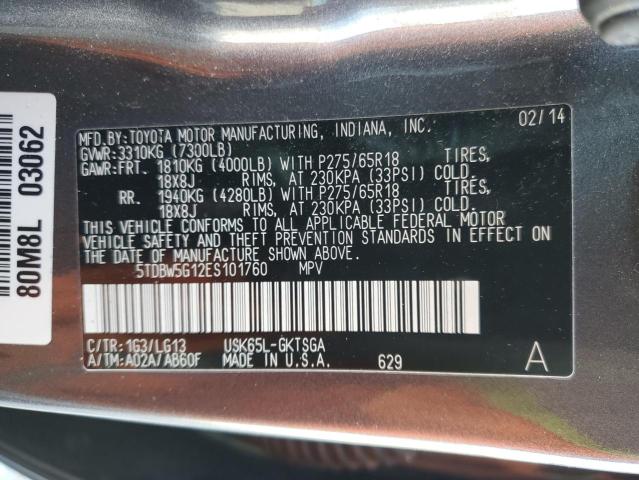 MFD.BY:TOYOTA MOTOR MANUFACTURING, INDIANA, INC. 02/14
GVWR:3310KG (7300LB)
GAWR:FRT. 1810KG (4000LB) WITH P275/65R18 TIRES,
18X8J RIMS, AT 230KPA (33PSI) COLD.
RR. 1940KG (4280LB) WITH P275/65R18 TIRES,
18X8J RIMS, AT 230KPA (33PSI) COLD.
THIS VEHICLE CONFORMS TO ALL APPLICABLE FEDERAL MOTOR
VEHICLE SAFETY AND THEFT PREVENTION STANDARDS IN EFFECT ON
THE DATE OF MANUFACTURE SHOWN ABOVE.
5TDBW5G12ES101760 MPV
C/TR:1G3/LG13 USK65L-GKTSGA
A/TM:A02A/AB60F MADE IN U.S.A. 629 A
80M8L 03062